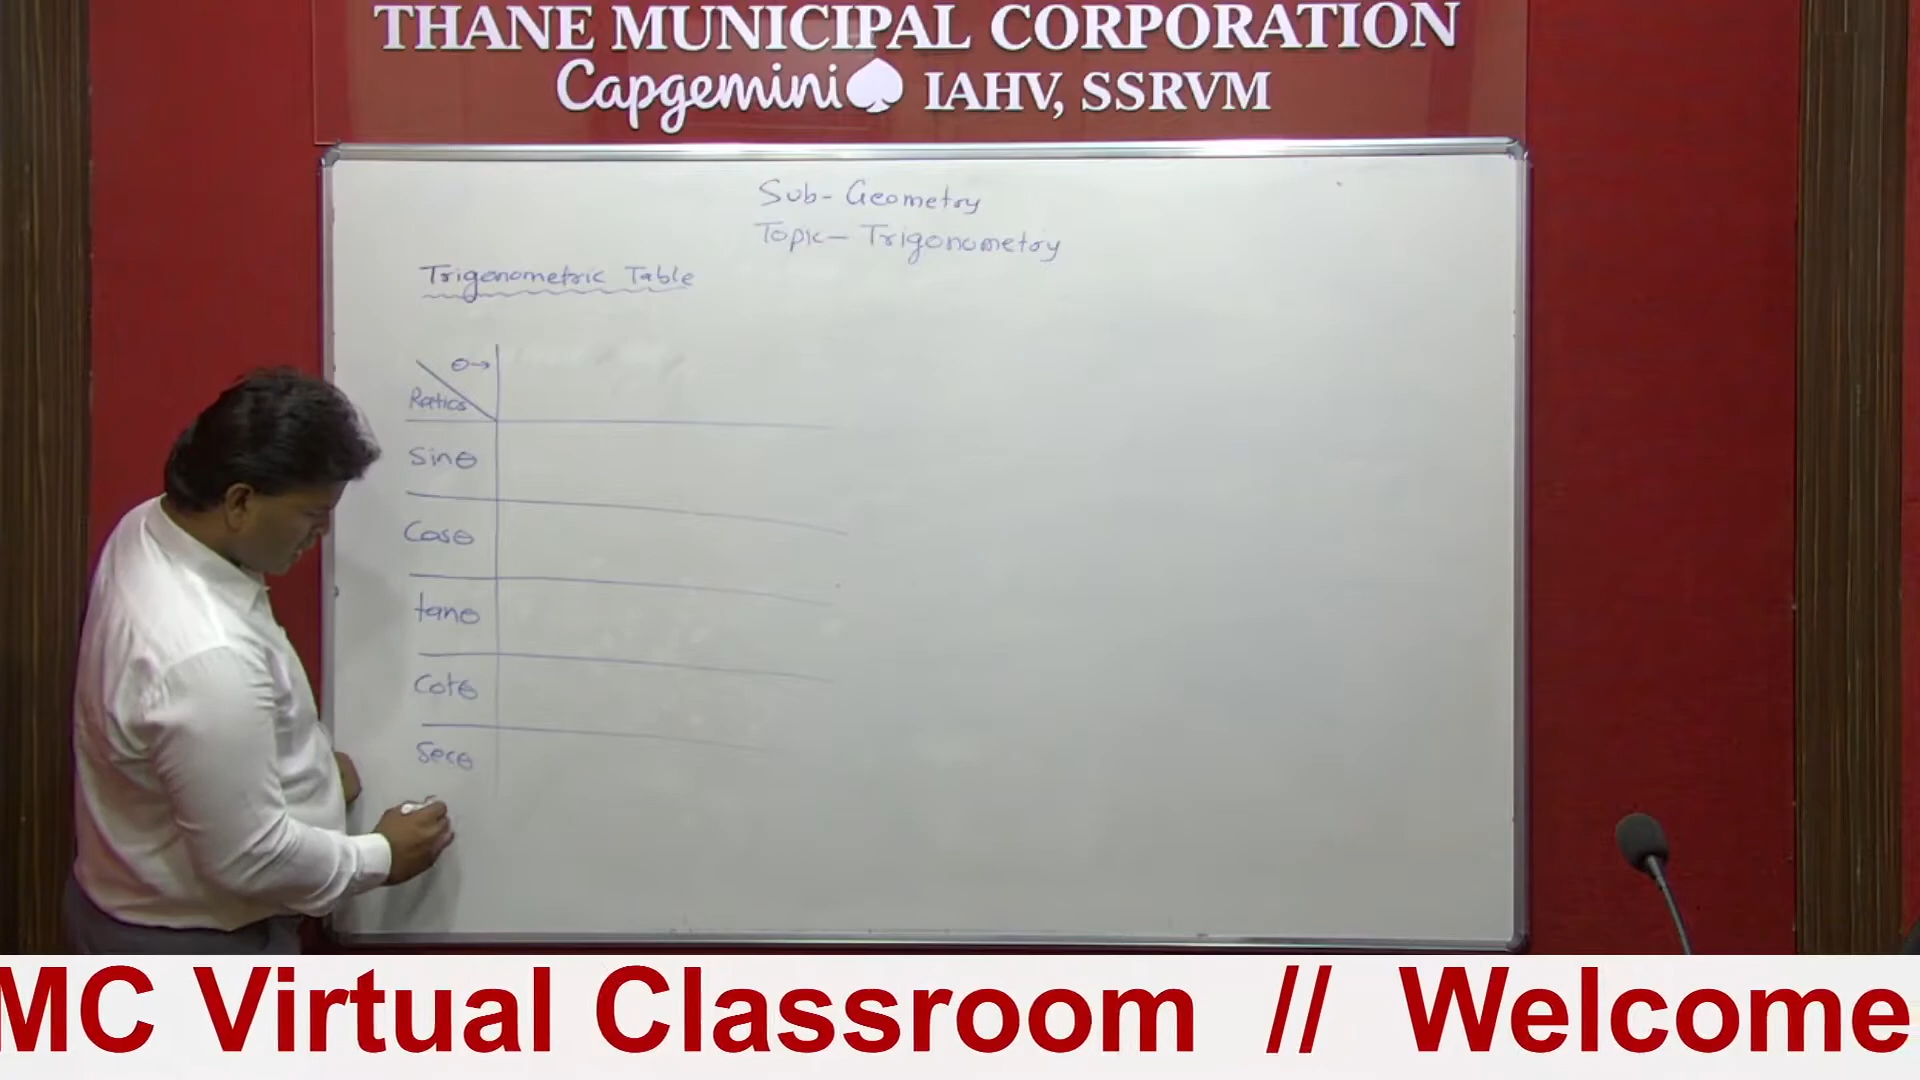 THANE MUNICIPAL CORPORATION
Capgemini IAHV, SSRVM
Sub- Geometry
Topic- Trigonometry
Trigonometric Table
θ→
Ratios
Sinθ
Cosθ
tanθ
Cotθ
Secθ
MC Virtual Classroom // Welcome